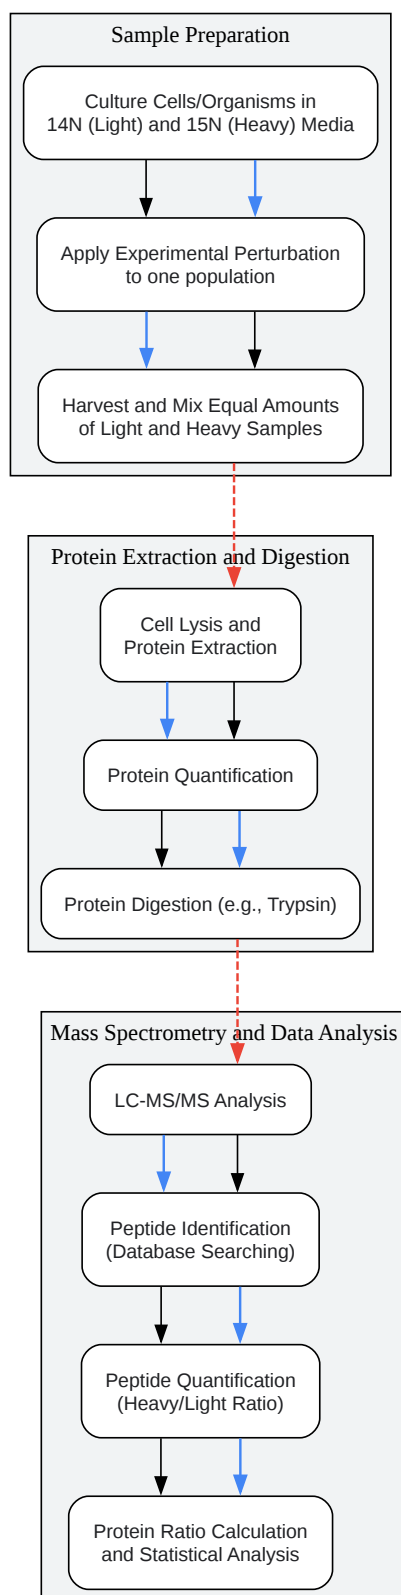 Sample Preparation
Culture Cells/Organisms in
14N (Light) and 15N (Heavy) Media
Apply Experimental Perturbation
to one population
Harvest and Mix Equal Amounts
of Light and Heavy Samples
Protein Extraction and Digestion
Cell Lysis and
Protein Extraction
Protein Quantification
Protein Digestion (e.g., Trypsin)
Mass Spectrometry and Data Analysis
LC-MS/MS Analysis
Peptide Identification
(Database Searching)
Peptide Quantification
(Heavy/Light Ratio)
Protein Ratio Calculation
and Statistical Analysis